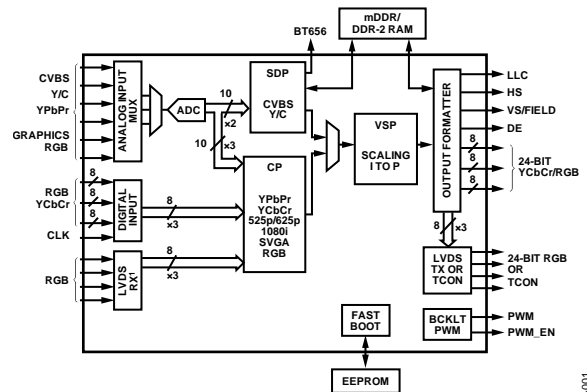 mDDR/
DDR-2 RAM
BT656
CVBS
Y/C
YPbPr
GRAPHICS
RGB
ANALOG INPUT
MUX
ADC
10
×2
10
×3
SDP
CVBS
Y/C
CP
YPbPr
YCbCr
525p/625p
1080i
SVGA
RGB
VSP
SCALING
I TO P
OUTPUT FORMATTER
LLC
HS
VS/FIELD
DE
8
8
8
24-BIT
YCbCr/RGB
RGB
YCbCr
8
8
8
CLK
DIGITAL
INPUT
8
×3
RGB
LVDS
RX1
8
×3
8
×3
LVDS
TX OR
TCON
24-BIT RGB
OR
TCON
BCKLT
PWM
PWM
PWM_EN
FAST
BOOT
EEPROM
001